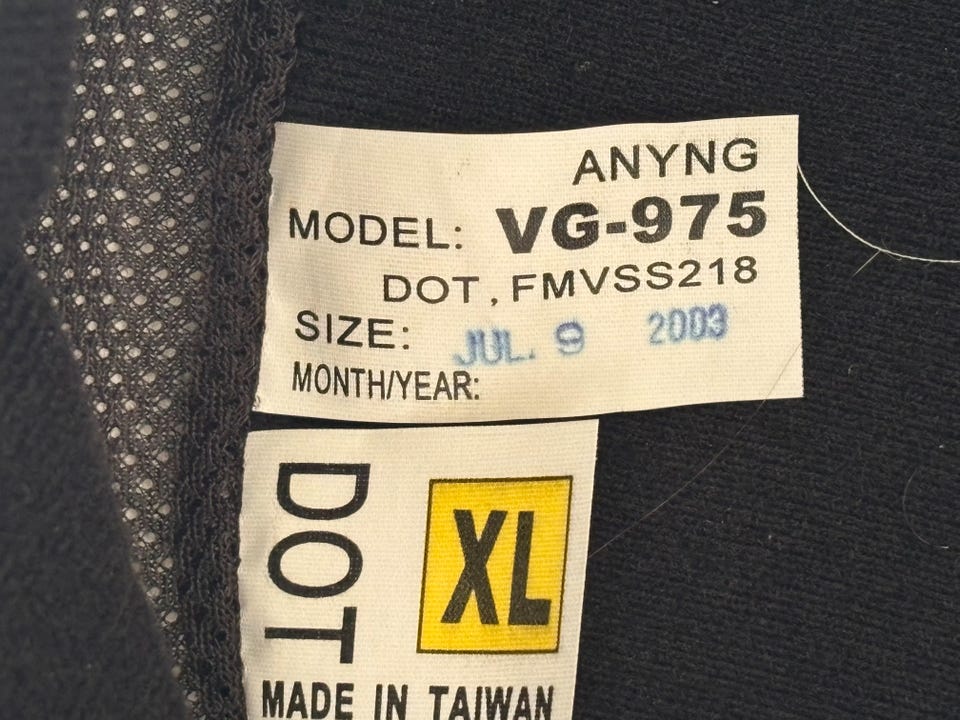 ANYNG
MODEL: VG-975
DOT, FMVSS218
SIZE: JUL. 9 2003
MONTH/YEAR:
DOT
XL
MADE IN TAIWAN